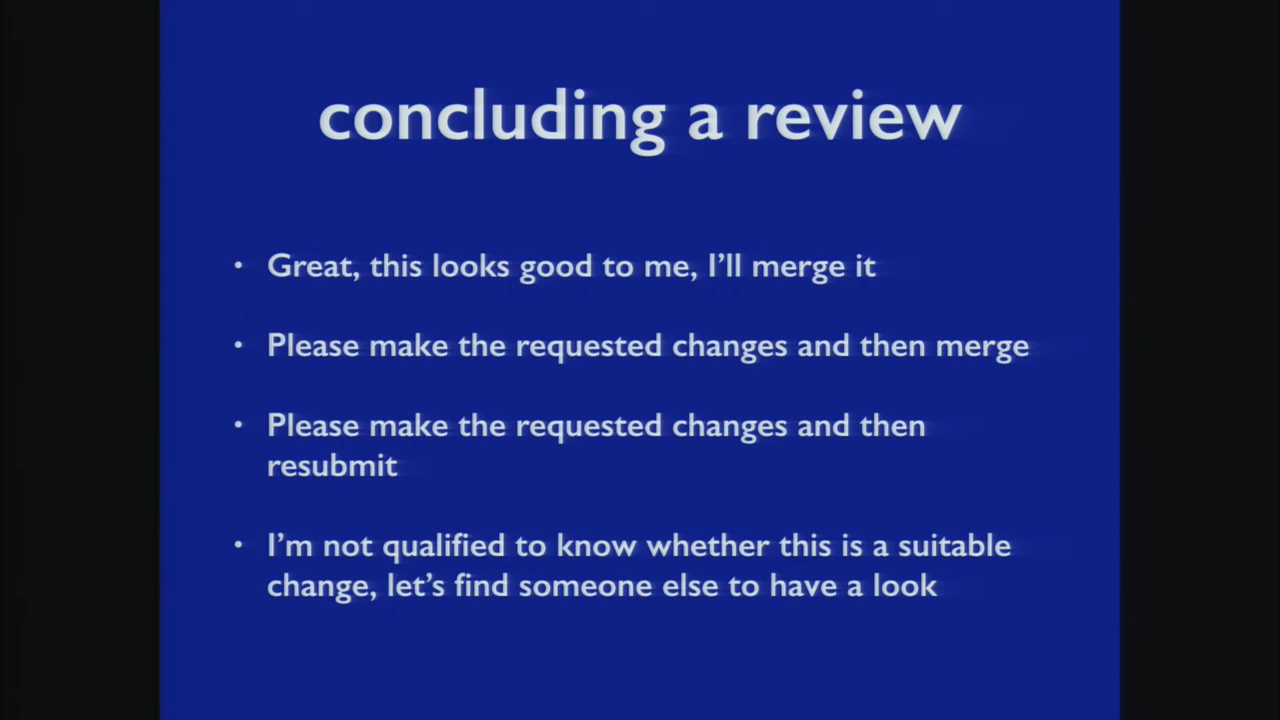 concluding a review
• Great, this looks good to me, I’ll merge it
• Please make the requested changes and then merge
• Please make the requested changes and then
resubmit
• I’m not qualified to know whether this is a suitable
change, let’s find someone else to have a look